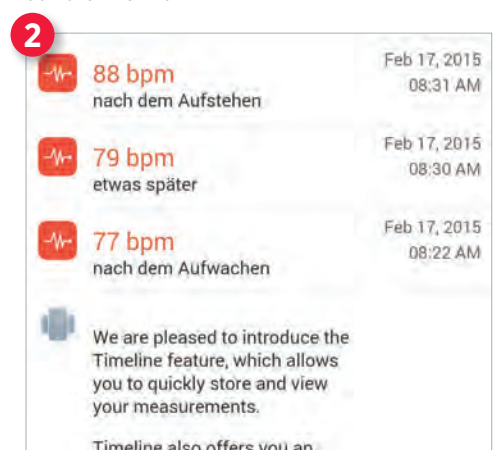 2
88 bpm
nach dem Aufstehen
Feb 17, 2015
08:31 AM
79 bpm
etwas später
Feb 17, 2015
08:30 AM
77 bpm
nach dem Aufwachen
Feb 17, 2015
08:22 AM
We are pleased to introduce the
Timeline feature, which allows
you to quickly store and view
your measurements.
Timeline also offers you an